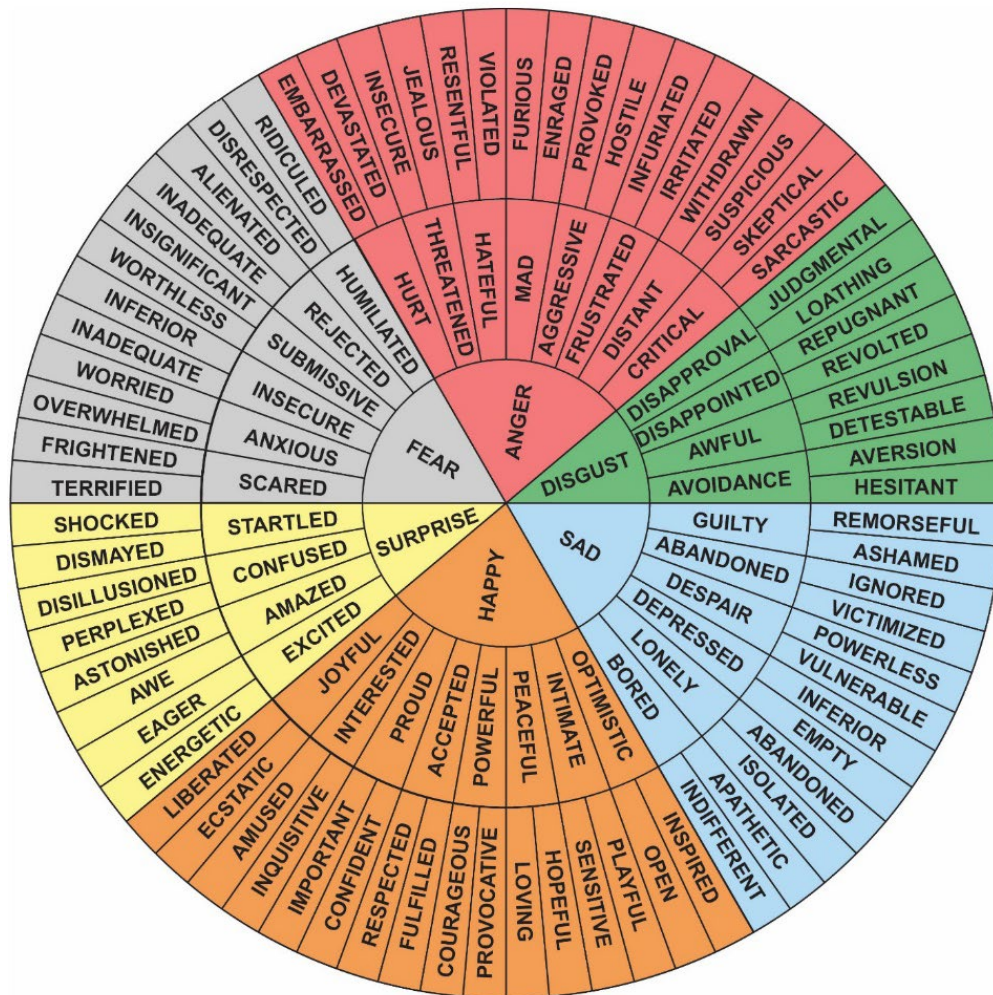 ANGER
DISGUST
SAD
HAPPY
SURPRISE
FEAR
HURT
THREATENED
HATEFUL
MAD
AGGRESSIVE
FRUSTRATED
DISTANT
CRITICAL
DISAPPROVAL
DISAPPOINTED
AWFUL
AVOIDANCE
GUILTY
ABANDONED
DESPAIR
DEPRESSED
LONELY
BORED
OPTIMISTIC
INTIMATE
PEACEFUL
POWERFUL
ACCEPTED
PROUD
INTERESTED
JOYFUL
EXCITED
AMAZED
CONFUSED
STARTLED
SCARED
ANXIOUS
INSECURE
SUBMISSIVE
REJECTED
HUMILIATED
EMBARRASSED
DEVASTATED
INSECURE
JEALOUS
RESENTFUL
VIOLATED
FURIOUS
ENRAGED
PROVOKED
HOSTILE
INFURIATED
IRRITATED
WITHDRAWN
SUSPICIOUS
SKEPTICAL
SARCASTIC
JUDGMENTAL
LOATHING
REPUGNANT
REVOLTED
REVULSION
DETESTABLE
AVERSION
HESITANT
REMORSEFUL
ASHAMED
IGNORED
VICTIMIZED
POWERLESS
VULNERABLE
INFERIOR
EMPTY
ABANDONED
ISOLATED
APATHETIC
INDIFFERENT
INSPIRED
OPEN
PLAYFUL
SENSITIVE
HOPEFUL
LOVING
PROVOCATIVE
COURAGEOUS
FULFILLED
RESPECTED
CONFIDENT
IMPORTANT
INQUISITIVE
AMUSED
ECSTATIC
LIBERATED
ENERGETIC
EAGER
AWE
ASTONISHED
PERPLEXED
DISILLUSIONED
DISMAYED
SHOCKED
TERRIFIED
FRIGHTENED
OVERWHELMED
WORRIED
INADEQUATE
INFERIOR
WORTHLESS
INSIGNIFICANT
INADEQUATE
ALIENATED
DISRESPECTED
RIDICULED